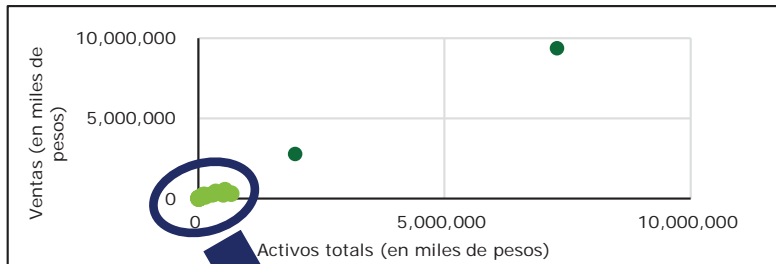 Ventas (en miles de
pesos)
10,000,000
5,000,000
0
0
5,000,000
10,000,000
Activos totals (en miles de pesos)